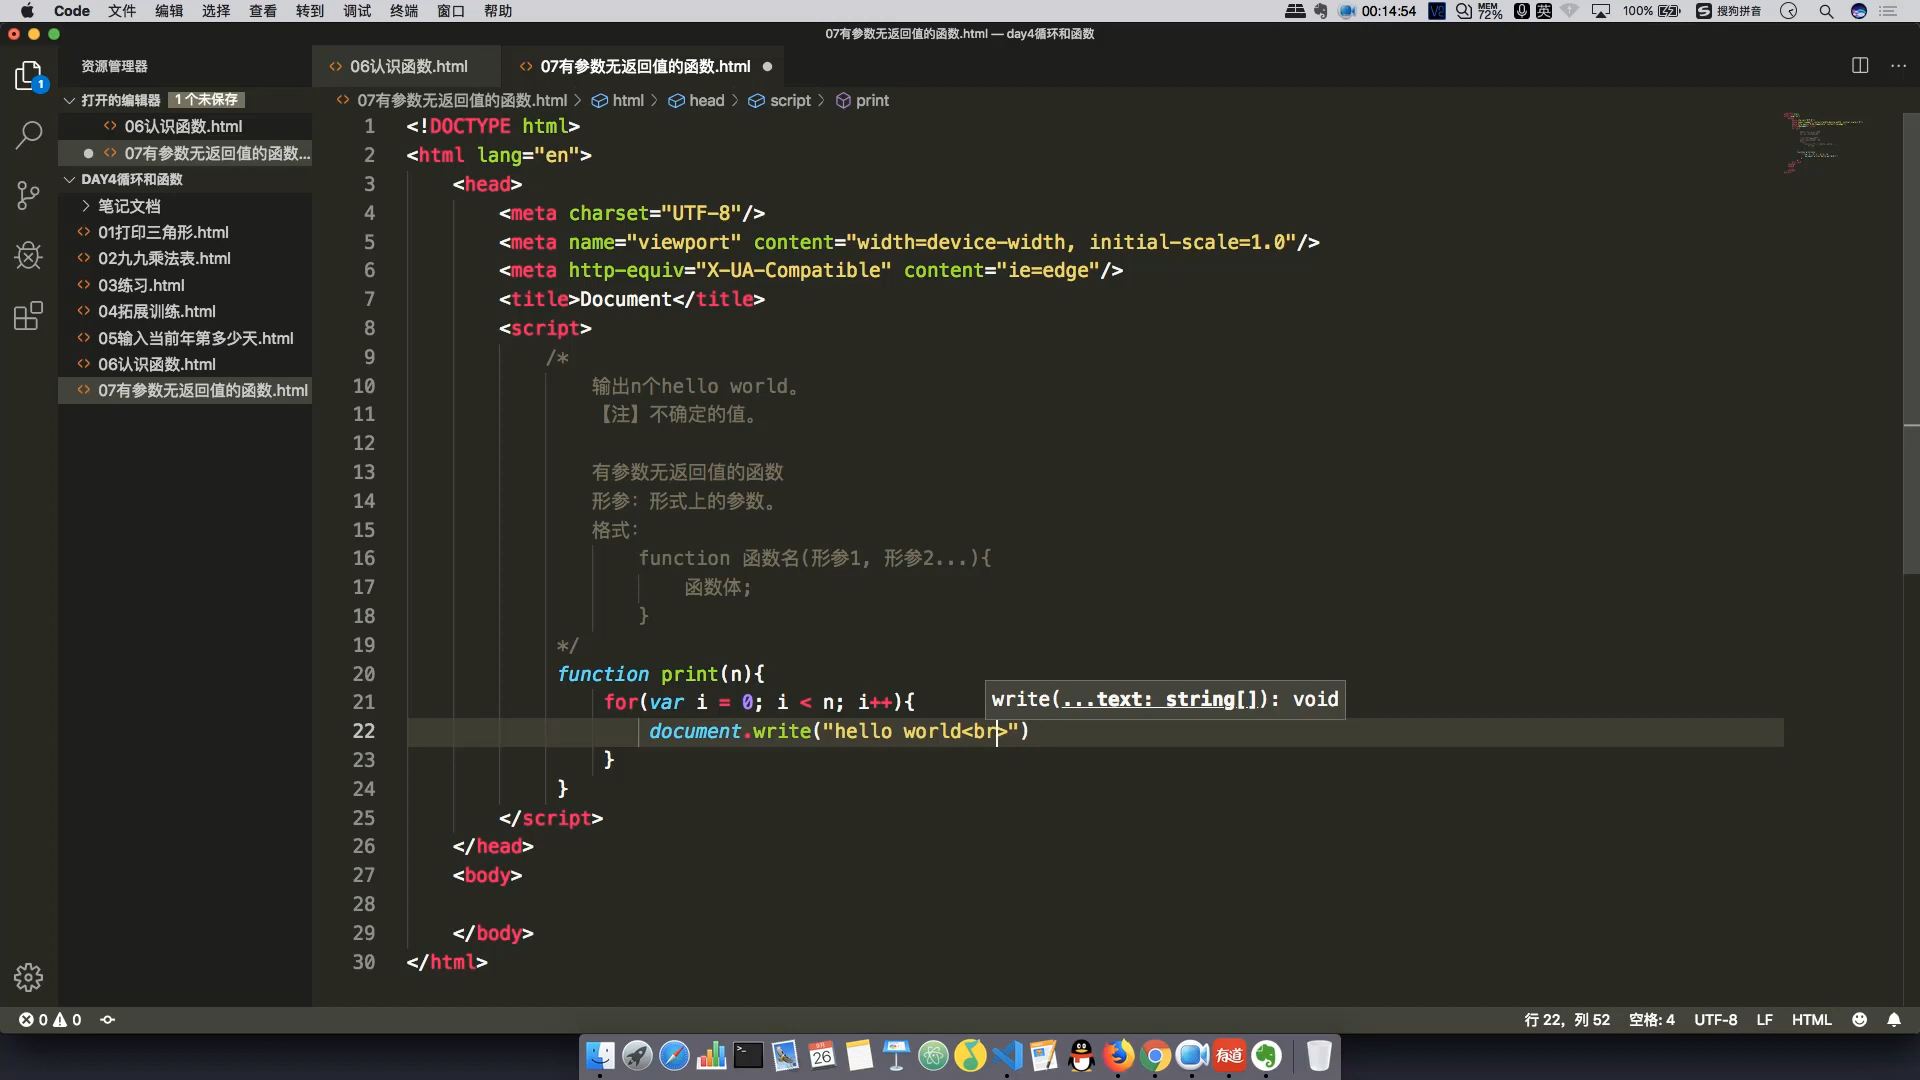 Code 文件 编辑 选择 查看 转到 调试 终端 窗口 帮助 00:14:54 MEM 72% 英 100% 搜狗拼音
07有参数无返回值的函数.html — day4循环和函数
资源管理器
06认识函数.html
07有参数无返回值的函数.html
1
打开的编辑器 1 个未保存
06认识函数.html
07有参数无返回值的函数...
DAY4循环和函数
笔记文档
01打印三角形.html
02九九乘法表.html
03练习.html
04拓展训练.html
05输入当前年第多少天.html
06认识函数.html
07有参数无返回值的函数.html
07有参数无返回值的函数.html > html > head > script > print
1 <!DOCTYPE html>
2 <html lang="en">
3 <head>
4 <meta charset="UTF-8"/>
5 <meta name="viewport" content="width=device-width, initial-scale=1.0"/>
6 <meta http-equiv="X-UA-Compatible" content="ie=edge"/>
7 <title>Document</title>
8 <script>
9 /*
10 输出n个hello world。
11 【注】不确定的值。
12
13 有参数无返回值的函数
14 形参：形式上的参数。
15 格式：
16 function 函数名(形参1, 形参2...){
17 函数体;
18 }
19 */
20 function print(n){
21 for(var i = 0; i < n; i++){
write(...text: string[]): void
22 document.write("hello world<br>")
23 }
24 }
25 </script>
26 </head>
27 <body>
28
29 </body>
30 </html>
0 0
行 22，列 52 空格: 4 UTF-8 LF HTML
26
有道